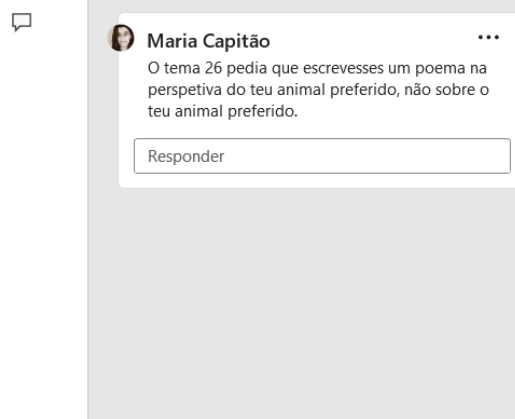 Maria Capitão
O tema 26 pedia que escrevesses um poema na
perspetiva do teu animal preferido, não sobre o
teu animal preferido.
Responder